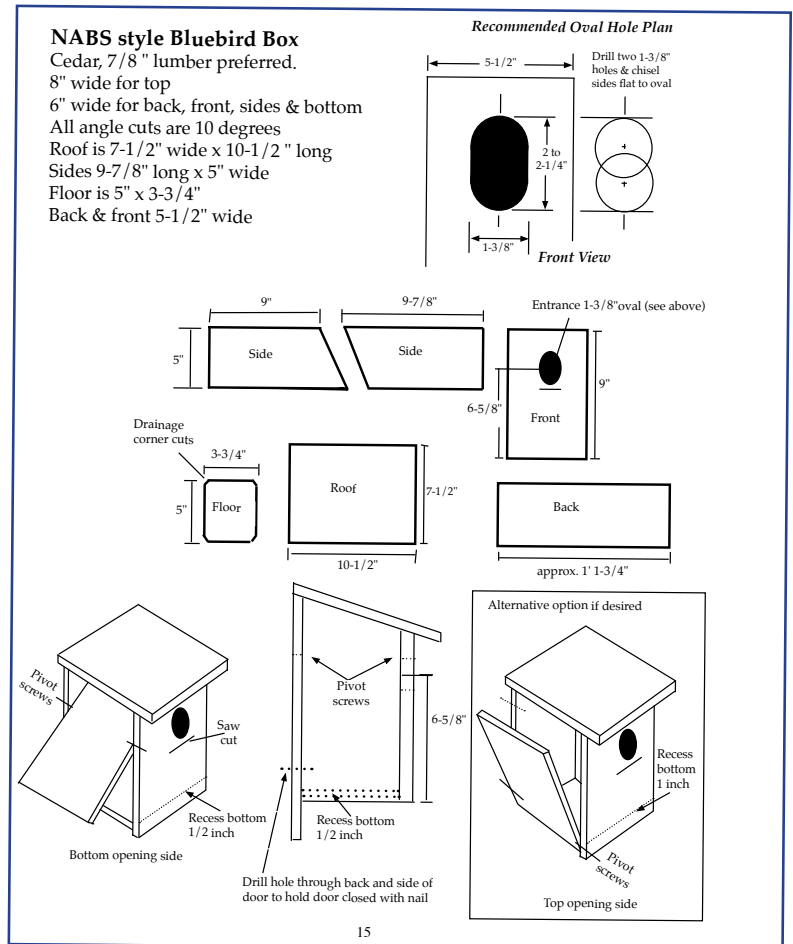 NABS style Bluebird Box
Cedar, 7/8 " lumber preferred.
8" wide for top
6" wide for back, front, sides & bottom
All angle cuts are 10 degrees
Roof is 7-1/2" wide x 10-1/2 " long
Sides 9-7/8" long x 5" wide
Floor is 5" x 3-3/4"
Back & front 5-1/2" wide
Recommended Oval Hole Plan
5-1/2"
Drill two 1-3/8"
holes & chisel
sides flat to oval
2 to
2-1/4"
1-3/8"
Front View
9"
9-7/8"
Entrance 1-3/8"oval (see above)
5"
Side
Side
6-5/8"
9"
Front
Drainage
corner cuts
3-3/4"
5"
Floor
Roof
7-1/2"
10-1/2"
Back
approx. 1' 1-3/4"
Pivot
screws
Saw
cut
Recess bottom
1/2 inch
Bottom opening side
Pivot
screws
6-5/8"
Recess bottom
1/2 inch
Drill hole through back and side of
door to hold door closed with nail
Alternative option if desired
Recess
bottom
1 inch
Pivot
screws
Top opening side
15